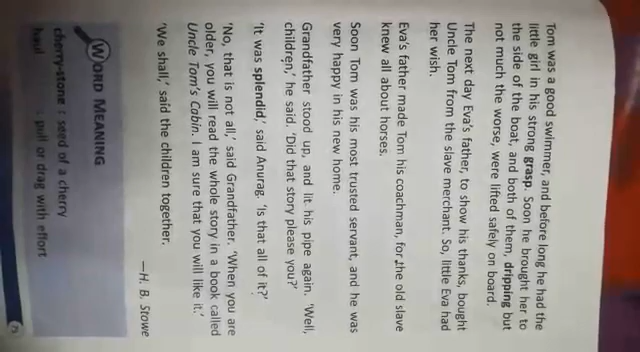 Tom was a good swimmer, and before long he had the
little girl in his strong grasp. Soon he brought her to
the side of the boat, and both of them, dripping but
not much the worse, were lifted safely on board.
The next day Eva's father, to show his thanks, bought
Uncle Tom from the slave merchant. So, little Eva had
her wish.
Eva's father made Tom his coachman, for the old slave
knew all about horses.
Soon Tom was his most trusted servant, and he was
very happy in his new home.
Grandfather stood up, and lit his pipe again. 'Well,
children,' he said. 'Did that story please you?'
'It was splendid,' said Anurag. 'Is that all of it?'
'No, that is not all,' said Grandfather. 'When you are
older, you will read the whole story in a book called
Uncle Tom's Cabin. I am sure that you will like it.'
'We shall,' said the children together.
—H. B. Stowe
WORD MEANING
cherry-stone : seed of a cherry
haul : pull or drag with effort